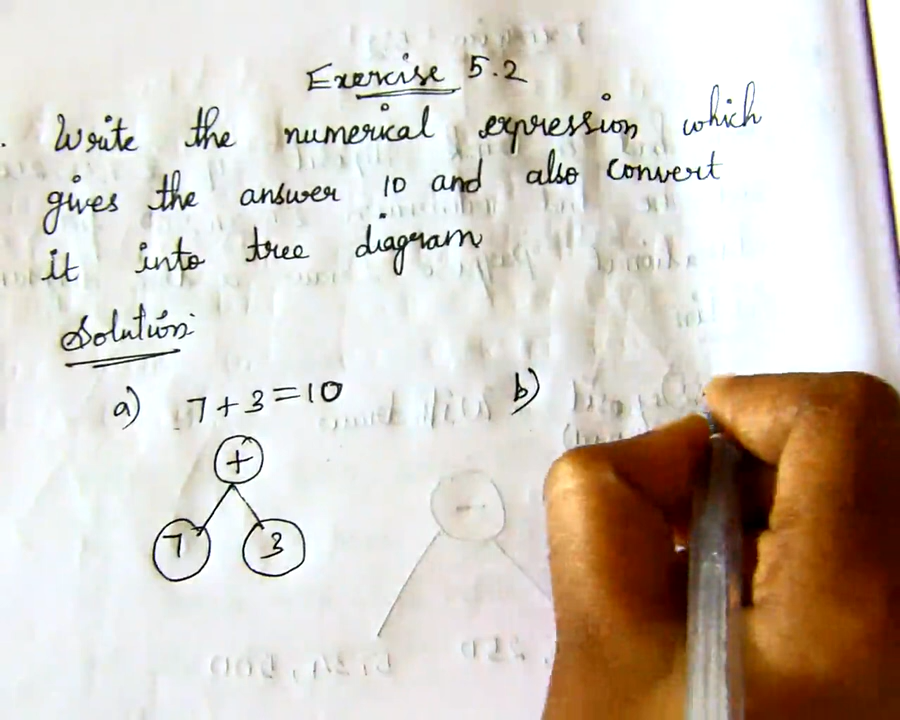 Exercise 5.2
. Write the numerical expression which
gives the answer 10 and also convert
it into tree diagram
Solution:
a) 7+3=10
b)
+
7 3